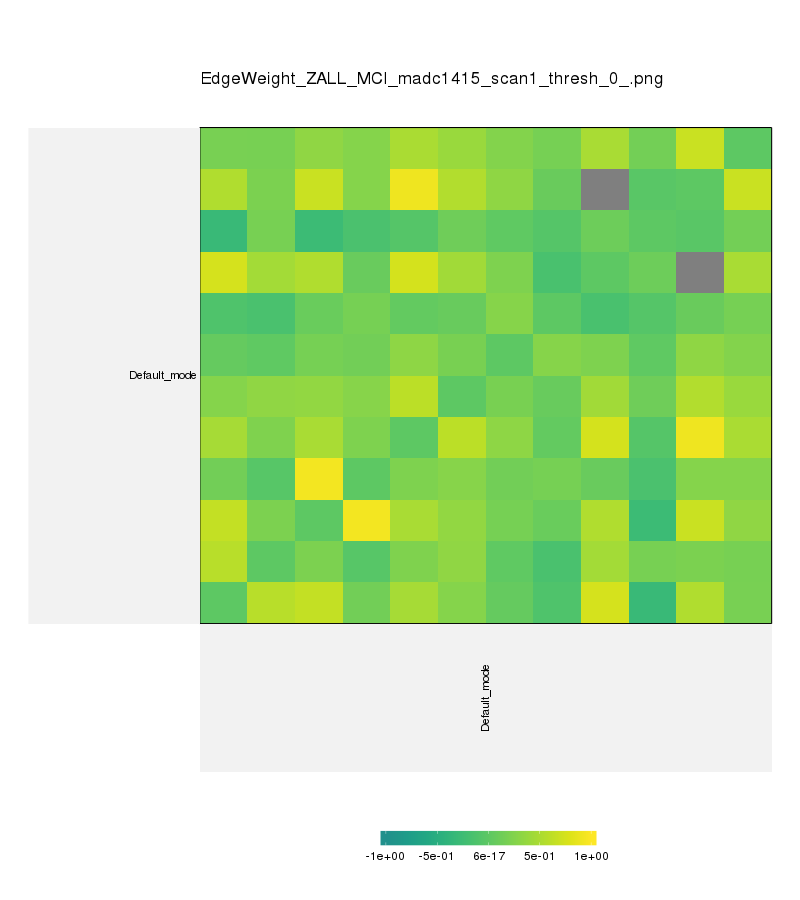 EdgeWeight_ZALL_MCI_madc1415_scan1_thresh_0_.png
Default_mode
Default_mode
-1e+00 -5e-01 6e-17 5e-01 1e+00